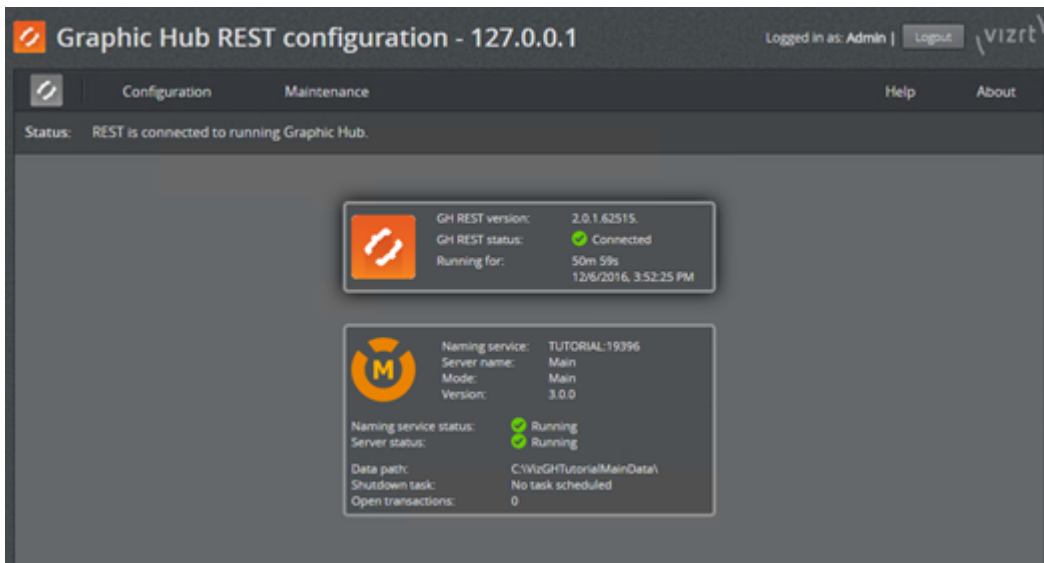 Graphic Hub REST configuration - 127.0.0.1
Logged in as: Admin | Logout vizrt
Configuration Maintenance Help About
Status: REST is connected to running Graphic Hub.
GH REST version: 2.0.1.62515.
GH REST status: Connected
Running for: 50m 59s
12/6/2016, 3:52:25 PM
M
Naming service: TUTORIAL:19396
Server name: Main
Mode: Main
Version: 3.0.0
Naming service status: Running
Server status: Running
Data path: C:\VizGHTutorialMainData\
Shutdown task: No task scheduled
Open transactions: 0